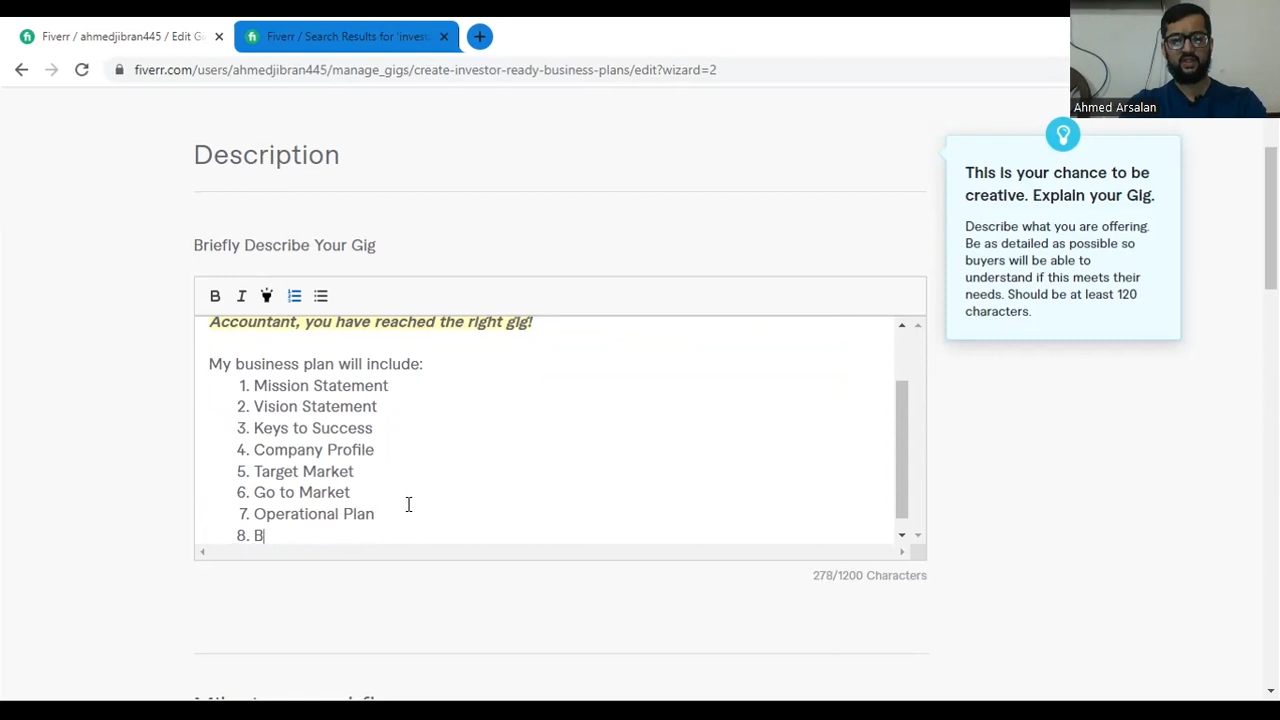 Fiverr / ahmedjibran445 / Edit Gi
Fiverr / Search Results for 'invest
fiverr.com/users/ahmedjibran445/manage_gigs/create-investor-ready-business-plans/edit?wizard=2
Ahmed Arsalan
Description
This is your chance to be
creative. Explain your Gig.
Describe what you are offering.
Be as detailed as possible so
buyers will be able to
understand if this meets their
needs. Should be at least 120
characters.
Briefly Describe Your Gig
B I
Accountant, you have reached the right gig!
My business plan will include:
1. Mission Statement
2. Vision Statement
3. Keys to Success
4. Company Profile
5. Target Market
6. Go to Market
7. Operational Plan
8. B
278/1200 Characters